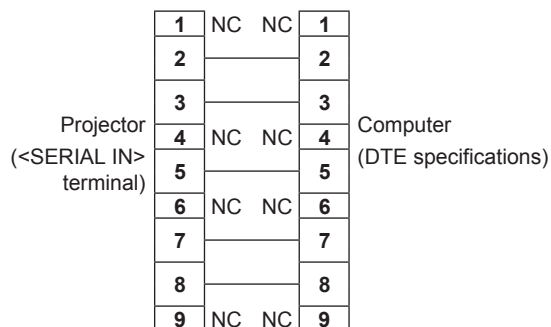 1 NC NC 1
2 2
3 3
Projector
(<SERIAL IN>
terminal)
4 NC NC 4
Computer
(DTE specifications)
5 5
6 NC NC 6
7 7
8 8
9 NC NC 9